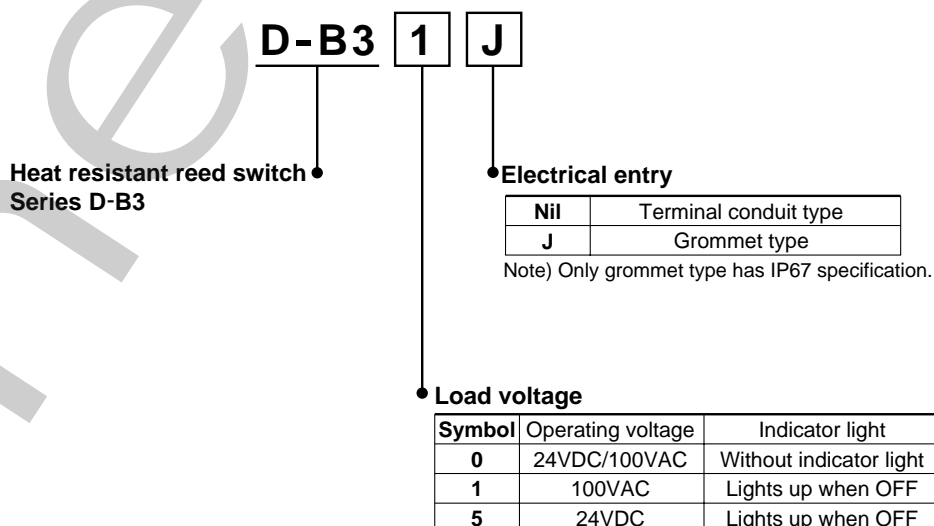 D-B3 1 J
Heat resistant reed switch
Series D-B3
Electrical entry
Nil Terminal conduit type
J Grommet type
Note) Only grommet type has IP67 specification.
Load voltage
Symbol Operating voltage Indicator light
0 24VDC/100VAC Without indicator light
1 100VAC Lights up when OFF
5 24VDC Lights up when OFF